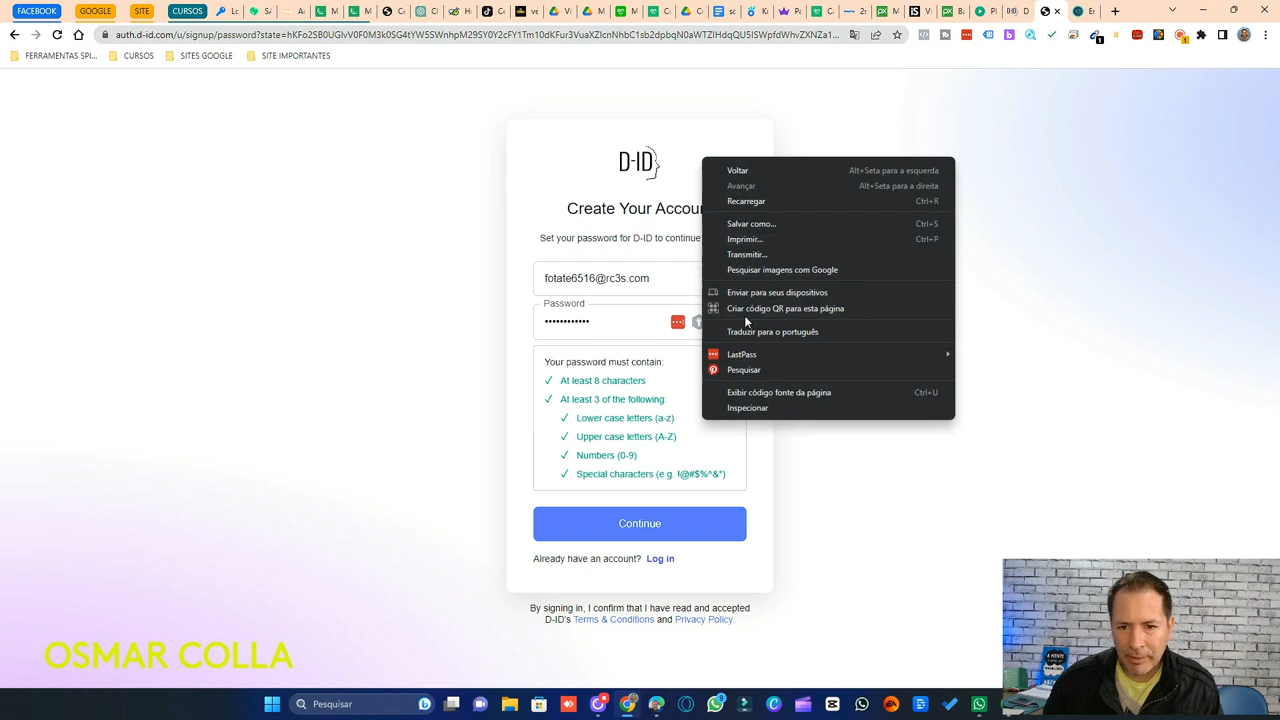 FACEBOOK
GOOGLE
SITE
CURSOS
auth.d-id.com/u/signup/password?state=
FERRAMENTAS SPI...
CURSOS
SITES GOOGLE
SITE IMPORTANTES
D-ID
Create Your Accou
Set your password for D-ID to continue
fotate6516@rc3s.com
Password
••••••••••••
Your password must contain:
✓ At least 8 characters
✓ At least 3 of the following:
✓ Lower case letters (a-z)
✓ Upper case letters (A-Z)
✓ Numbers (0-9)
✓ Special characters (e.g. !@#$%^&*)
Continue
Already have an account? Log in
By signing in, I confirm that I have read and accepted
D-ID's Terms & Conditions and Privacy Policy.
Voltar Alt+Seta para a esquerda
Avançar Alt+Seta para a direita
Recarregar Ctrl+R
Salvar como... Ctrl+S
Imprimir... Ctrl+P
Transmitir...
Pesquisar imagens com Google
Enviar para seus dispositivos
Criar código QR para esta página
Traduzir para o português
LastPass
Pesquisar
Exibir código fonte da página Ctrl+U
Inspecionar
OSMAR COLLA
A MENTE
Pesquisar